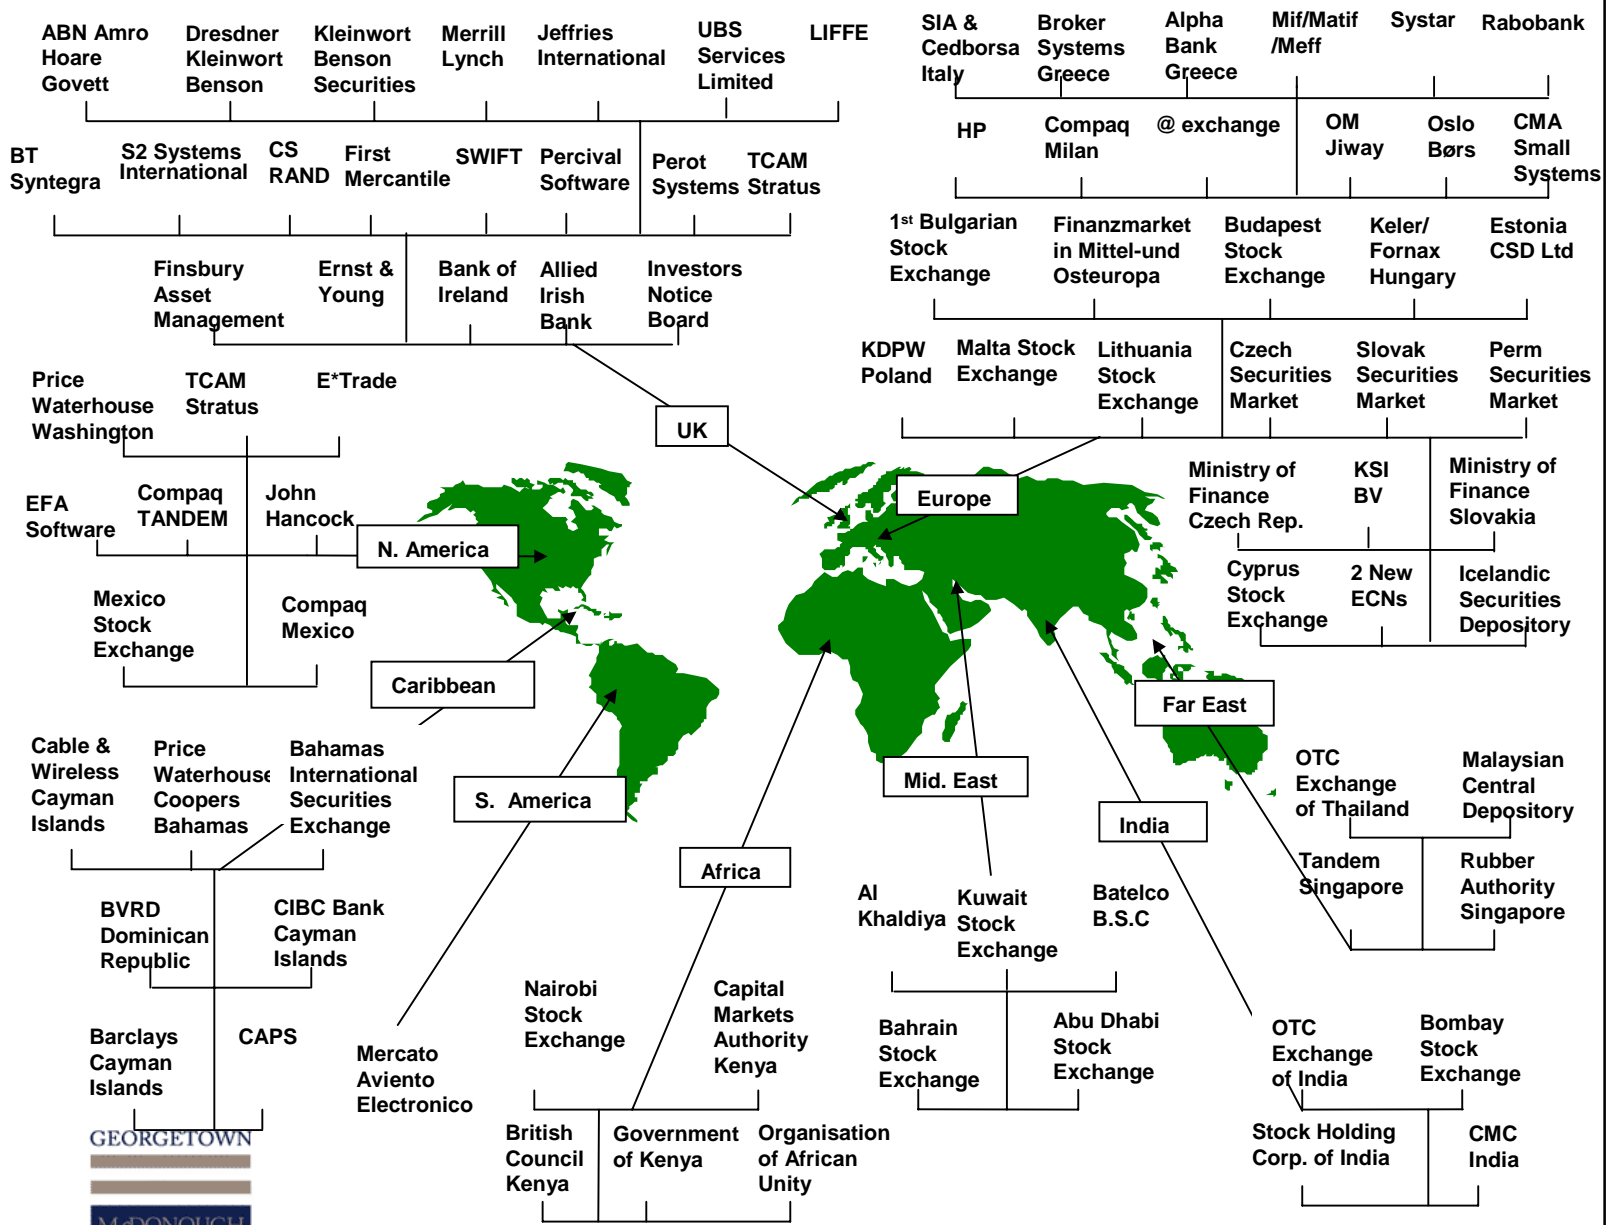 ABN Amro
Hoare
Govett
Dresdner
Kleinwort
Benson
Kleinwort
Benson
Securities
Merrill
Lynch
Jeffries
International
UBS
Services
Limited
LIFFE
SIA &
Cedborsa
Italy
Broker
Systems
Greece
Alpha
Bank
Greece
Mif/Matif
/Meff
Systar
Rabobank
BT
Syntegra
S2 Systems
International
CS
RAND
First
Mercantile
SWIFT
Percival
Software
Perot
Systems
TCAM
Stratus
HP
Compaq
Milan
@ exchange
OM
Jiway
Oslo
Børs
CMA
Small
Systems
Finsbury
Asset
Management
Ernst &
Young
Bank of
Ireland
Allied
Irish
Bank
Investors
Notice
Board
1st Bulgarian
Stock
Exchange
Finanzmarket
in Mittel-und
Osteuropa
Budapest
Stock
Exchange
Keler/
Fornax
Hungary
Estonia
CSD Ltd
KDPW
Poland
Malta Stock
Exchange
Lithuania
Stock
Exchange
Czech
Securities
Market
Slovak
Securities
Market
Perm
Securities
Market
Price
Waterhouse
Washington
TCAM
Stratus
E*Trade
UK
Ministry of
Finance
Czech Rep.
KSI
BV
Ministry of
Finance
Slovakia
Europe
EFA
Software
Compaq
TANDEM
John
Hancock
N. America
Cyprus
Stock
Exchange
2 New
ECNs
Icelandic
Securities
Depository
Mexico
Stock
Exchange
Compaq
Mexico
Caribbean
Far East
Cable &
Wireless
Cayman
Islands
Price
Waterhouse
Coopers
Bahamas
Bahamas
International
Securities
Exchange
S. America
Mid. East
India
OTC
Exchange
of Thailand
Malaysian
Central
Depository
Africa
Tandem
Singapore
Rubber
Authority
Singapore
BVRD
Dominican
Republic
CIBC Bank
Cayman
Islands
Al
Khaldiya
Kuwait
Stock
Exchange
Batelco
B.S.C
Barclays
Cayman
Islands
CAPS
Mercato
Aviento
Electronico
Nairobi
Stock
Exchange
Capital
Markets
Authority
Kenya
Bahrain
Stock
Exchange
Abu Dhabi
Stock
Exchange
OTC
Exchange
of India
Bombay
Stock
Exchange
British
Council
Kenya
Government
of Kenya
Organisation
of African
Unity
Stock Holding
Corp. of India
CMC
India
GEORGETOWN
McDONOUGH